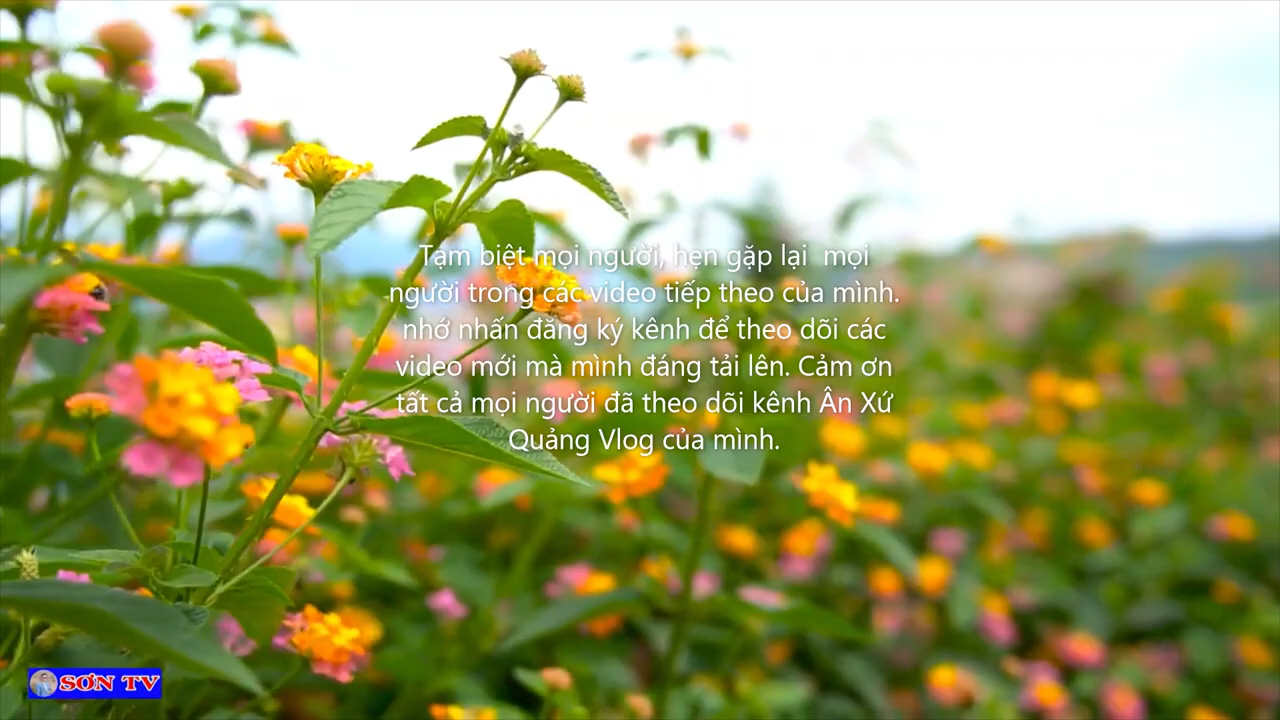 Tạm biệt mọi người, hẹn gặp lại  mọi
người trong các video tiếp theo của mình.
nhớ nhấn đăng ký kênh để theo dõi các
video mới mà mình đáng tải lên. Cảm ơn
tất cả mọi người đã theo dõi kênh Ân Xứ
Quảng Vlog của mình.
SƠN TV